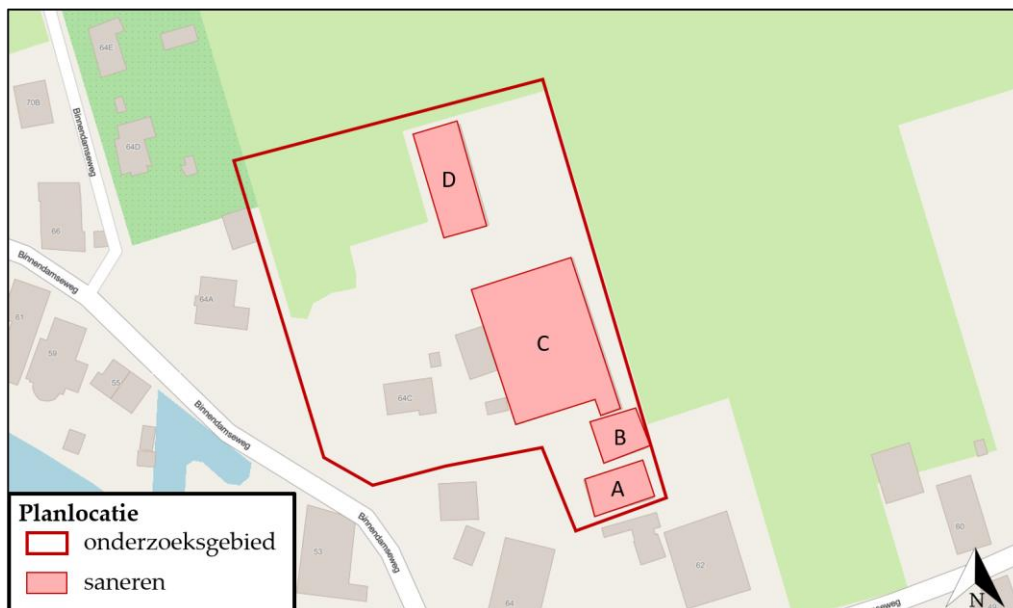 64E
70B
Binnendamseweg
64D
66
Binnendamseweg
64A
61
59
55
Binnendamseweg
64C
D
C
B
A
Binnendamseweg
53
64
62
60
Planlocatie
onderzoeksgebied
saneren
N